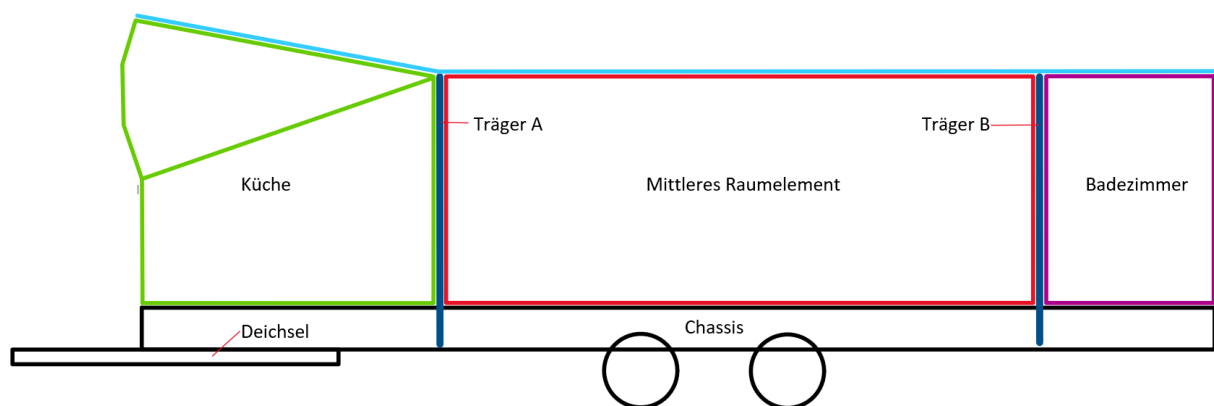 Träger A
Träger B
Küche
Mittleres Raumelement
Badezimmer
Deichsel
Chassis